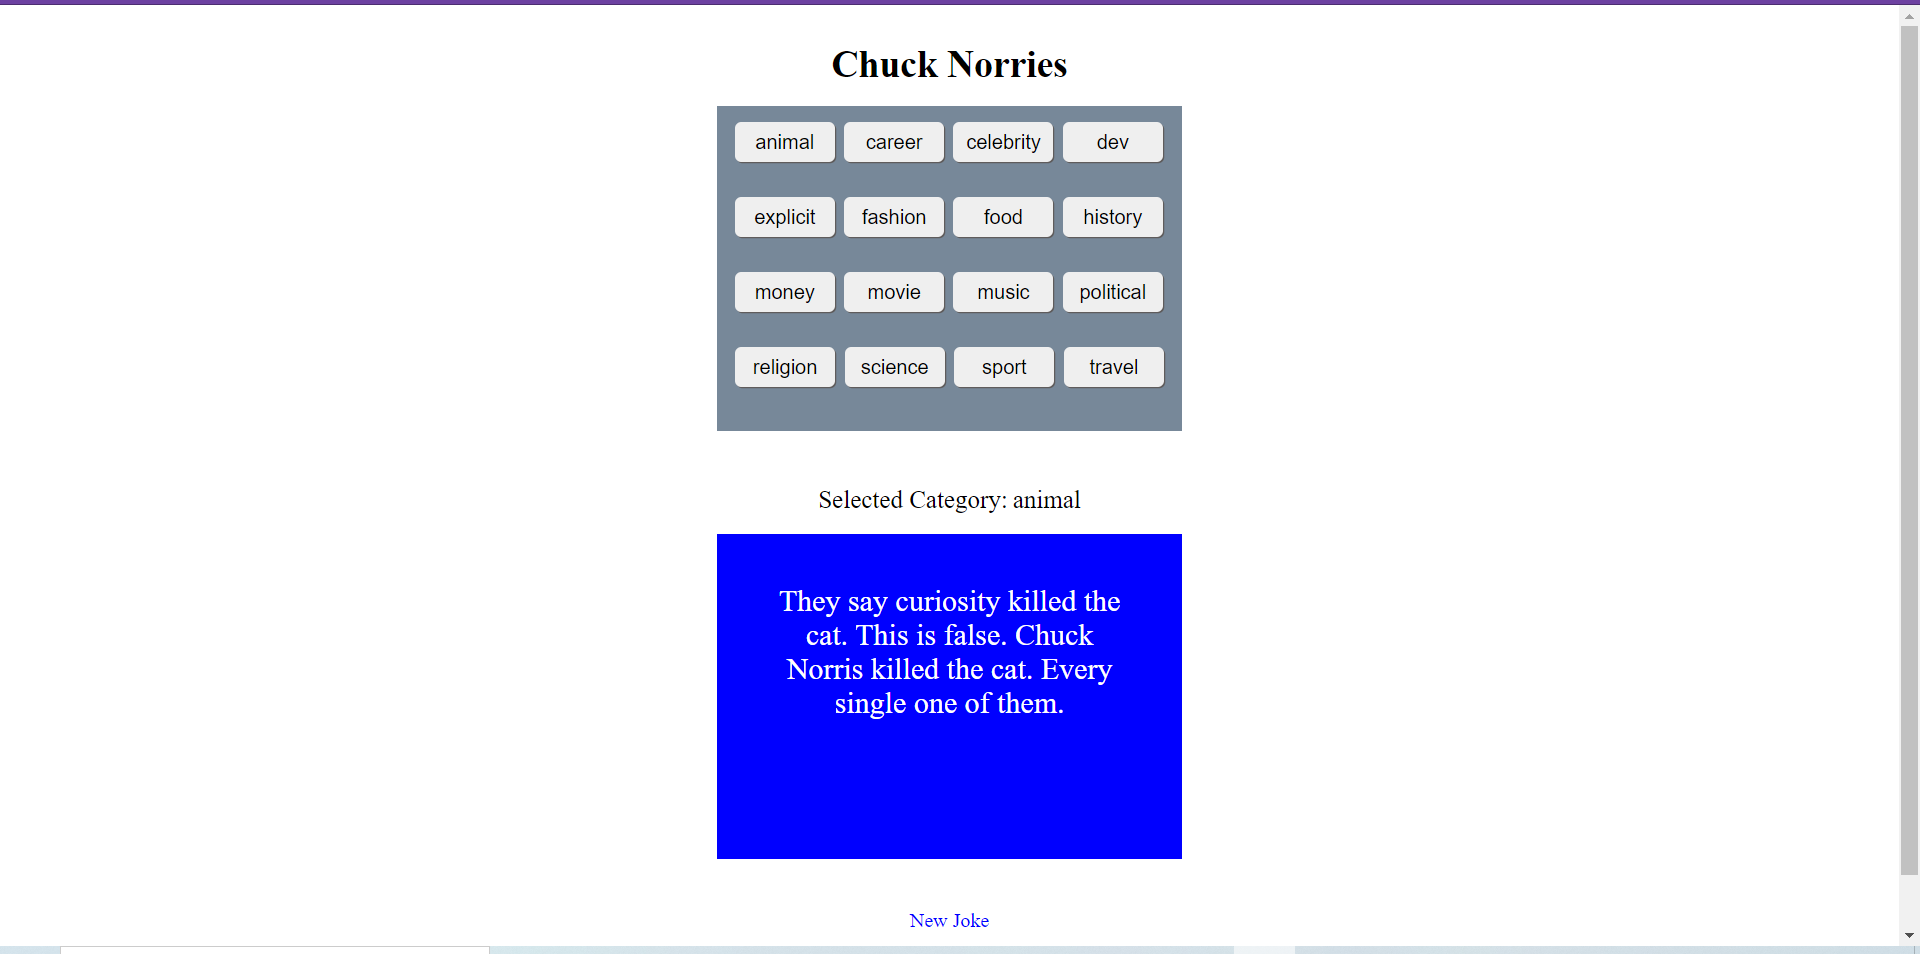 Chuck Norries
animal career celebrity dev
explicit fashion food history
money movie music political
religion science sport travel
Selected Category: animal
They say curiosity killed the
cat. This is false. Chuck
Norris killed the cat. Every
single one of them.
New Joke